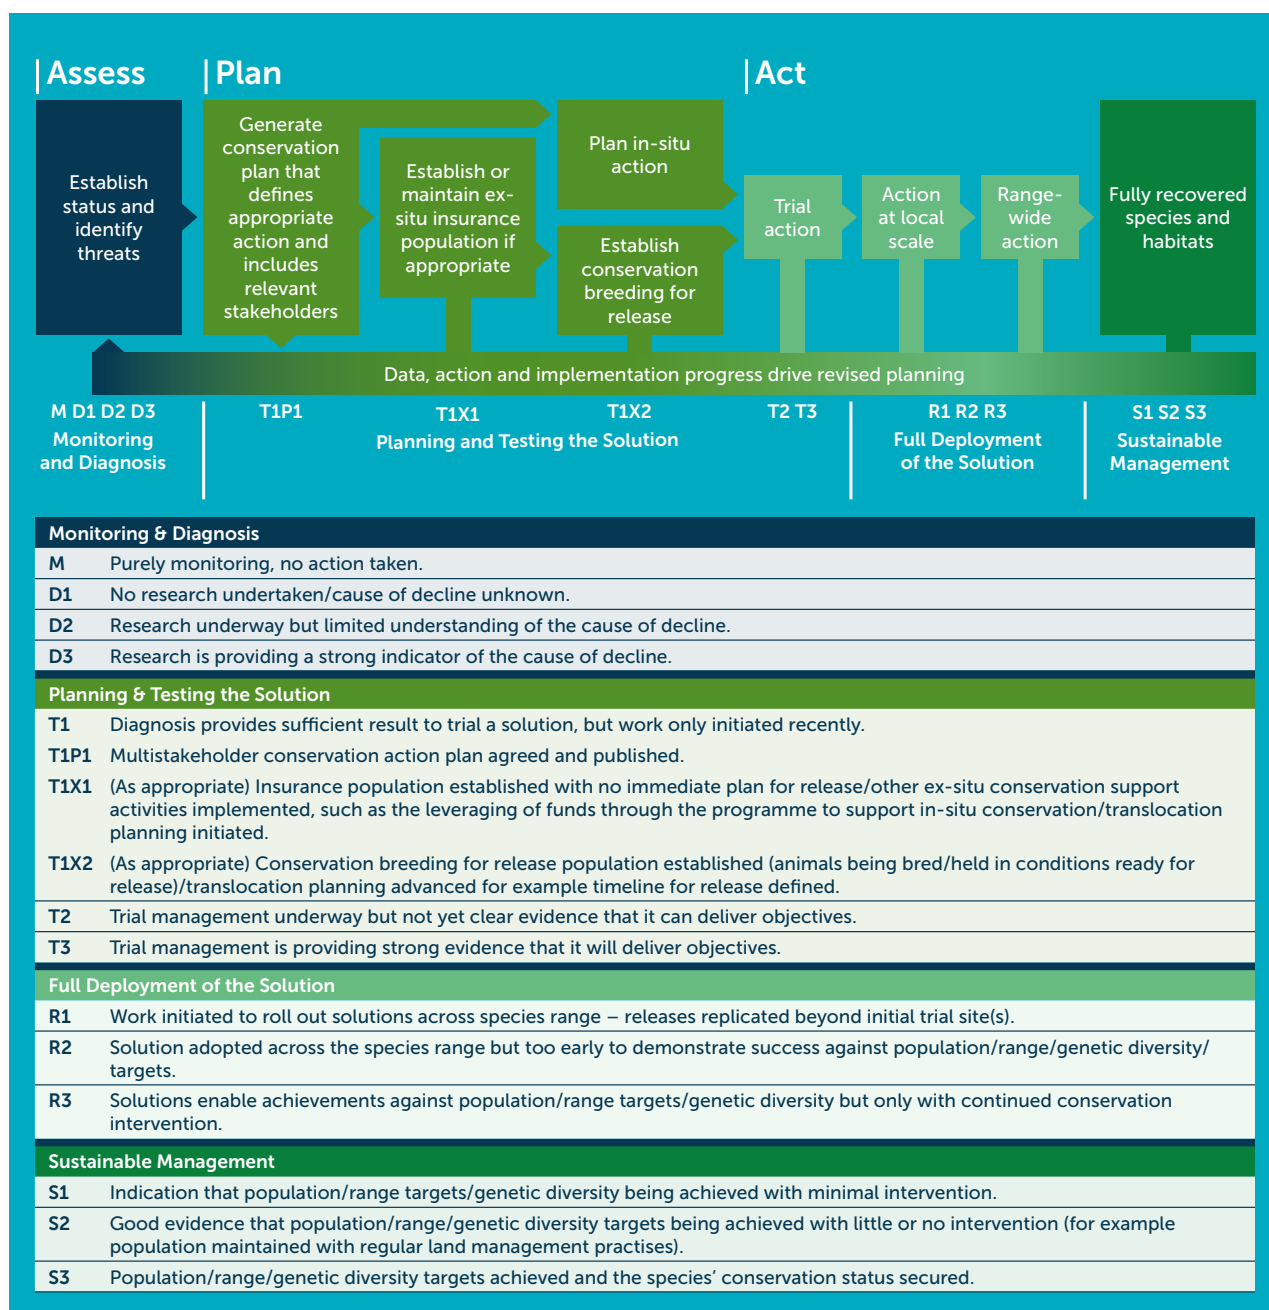 Assess
Plan
Act
Establish
status and
identify
threats
Generate
conservation
plan that
defines
appropriate
action and
includes
relevant
stakeholders
Establish or
maintain ex-
situ insurance
population if
appropriate
Plan in-situ
action
Establish
conservation
breeding for
release
Trial
action
Action
at local
scale
Range-
wide
action
Fully recovered
species and
habitats
Data, action and implementation progress drive revised planning
M D1 D2 D3
Monitoring
and Diagnosis
T1P1
T1X1
T1X2
T2 T3
Planning and Testing the Solution
R1 R2 R3
Full Deployment
of the Solution
S1 S2 S3
Sustainable
Management
Monitoring & Diagnosis
M Purely monitoring, no action taken.
D1 No research undertaken/cause of decline unknown.
D2 Research underway but limited understanding of the cause of decline.
D3 Research is providing a strong indicator of the cause of decline.
Planning & Testing the Solution
T1 Diagnosis provides sufficient result to trial a solution, but work only initiated recently.
T1P1 Multistakeholder conservation action plan agreed and published.
T1X1 (As appropriate) Insurance population established with no immediate plan for release/other ex-situ conservation support
activities implemented, such as the leveraging of funds through the programme to support in-situ conservation/translocation
planning initiated.
T1X2 (As appropriate) Conservation breeding for release population established (animals being bred/held in conditions ready for
release)/translocation planning advanced for example timeline for release defined.
T2 Trial management underway but not yet clear evidence that it can deliver objectives.
T3 Trial management is providing strong evidence that it will deliver objectives.
Full Deployment of the Solution
R1 Work initiated to roll out solutions across species range – releases replicated beyond initial trial site(s).
R2 Solution adopted across the species range but too early to demonstrate success against population/range/genetic diversity/
targets.
R3 Solutions enable achievements against population/range targets/genetic diversity but only with continued conservation
intervention.
Sustainable Management
S1 Indication that population/range targets/genetic diversity being achieved with minimal intervention.
S2 Good evidence that population/range/genetic diversity targets being achieved with little or no intervention (for example
population maintained with regular land management practises).
S3 Population/range/genetic diversity targets achieved and the species’ conservation status secured.